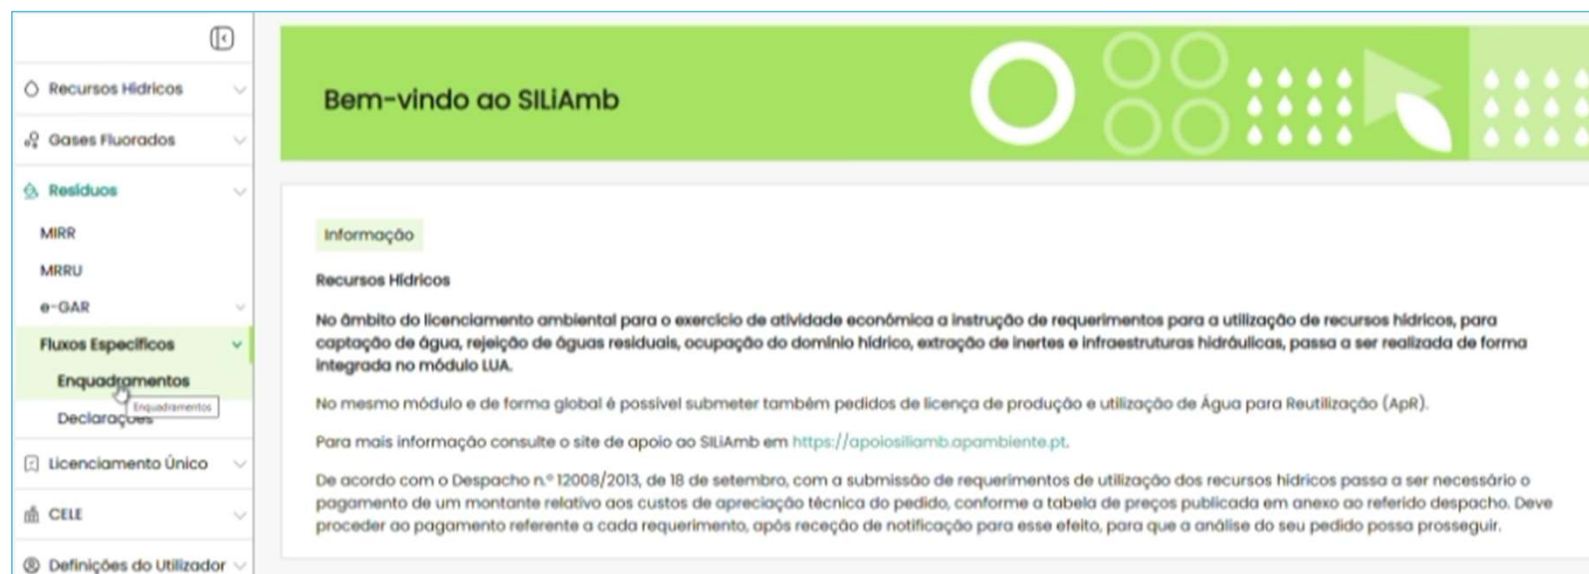 Recursos Hídricos
Gases Fluorados
Resíduos
MIRR
MRRU
e-GAR
Fluxos Específicos
Enquadramentos
Enquadramentos
Declarações
Licenciamento Único
CELE
Definições do Utilizador
Bem-vindo ao SILiAmb
Informação
Recursos Hídricos
No âmbito do licenciamento ambiental para o exercício de atividade económica a instrução de requerimentos para a utilização de recursos hídricos, para
captação de água, rejeição de águas residuais, ocupação do domínio hídrico, extração de inertes e infraestruturas hidráulicas, passa a ser realizada de forma
integrada no módulo LUA.
No mesmo módulo e de forma global é possível submeter também pedidos de licença de produção e utilização de Água para Reutilização (ApR).
Para mais informação consulte o site de apoio ao SILiAmb em https://apoiosiliamb.apambiente.pt.
De acordo com o Despacho n.º 12008/2013, de 18 de setembro, com a submissão de requerimentos de utilização dos recursos hídricos passa a ser necessário o
pagamento de um montante relativo aos custos de apreciação técnica do pedido, conforme a tabela de preços publicada em anexo ao referido despacho. Deve
proceder ao pagamento referente a cada requerimento, após receção de notificação para esse efeito, para que a análise do seu pedido possa prosseguir.